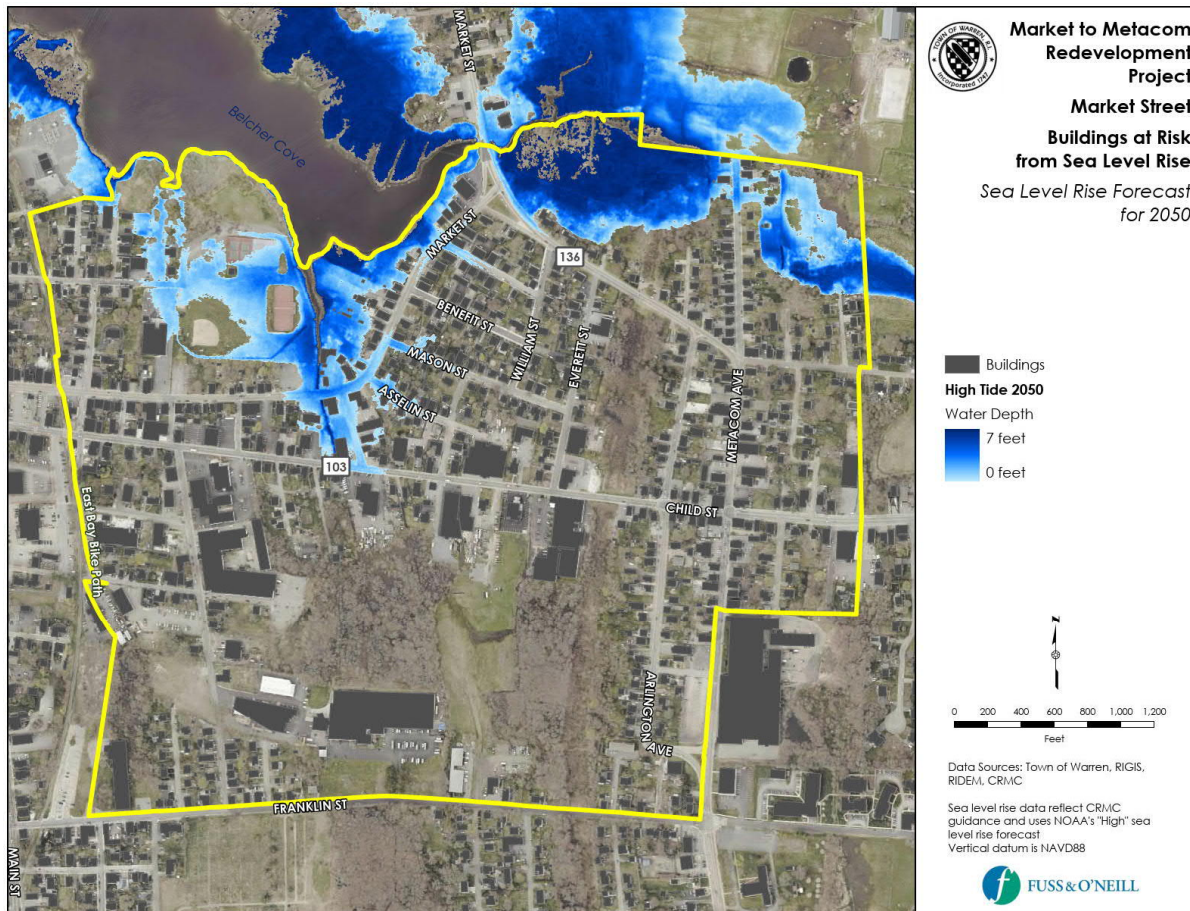 MARKET ST
Belcher Cove
MARKET ST
136
BENEFIT ST
WILLIAM ST
MASON ST
EVERETT ST
ASSELIN ST
METACOM AVE
103
CHILD ST
East Bay Bike Path
ARLINGTON AVE
FRANKLIN ST
MAIN ST
TOWN OF WARREN, R.I.
Incorporated 1747
Market to Metacom
Redevelopment
Project
Market Street
Buildings at Risk
from Sea Level Rise
Sea Level Rise Forecast
for 2050
Buildings
High Tide 2050
Water Depth
7 feet
0 feet
N
0 200 400 600 800 1,000 1,200
Feet
Data Sources: Town of Warren, RIGIS,
RIDEM, CRMC
Sea level rise data reflect CRMC
guidance and uses NOAA's "High" sea
level rise forecast
Vertical datum is NAVD88
FUSS & O'NEILL